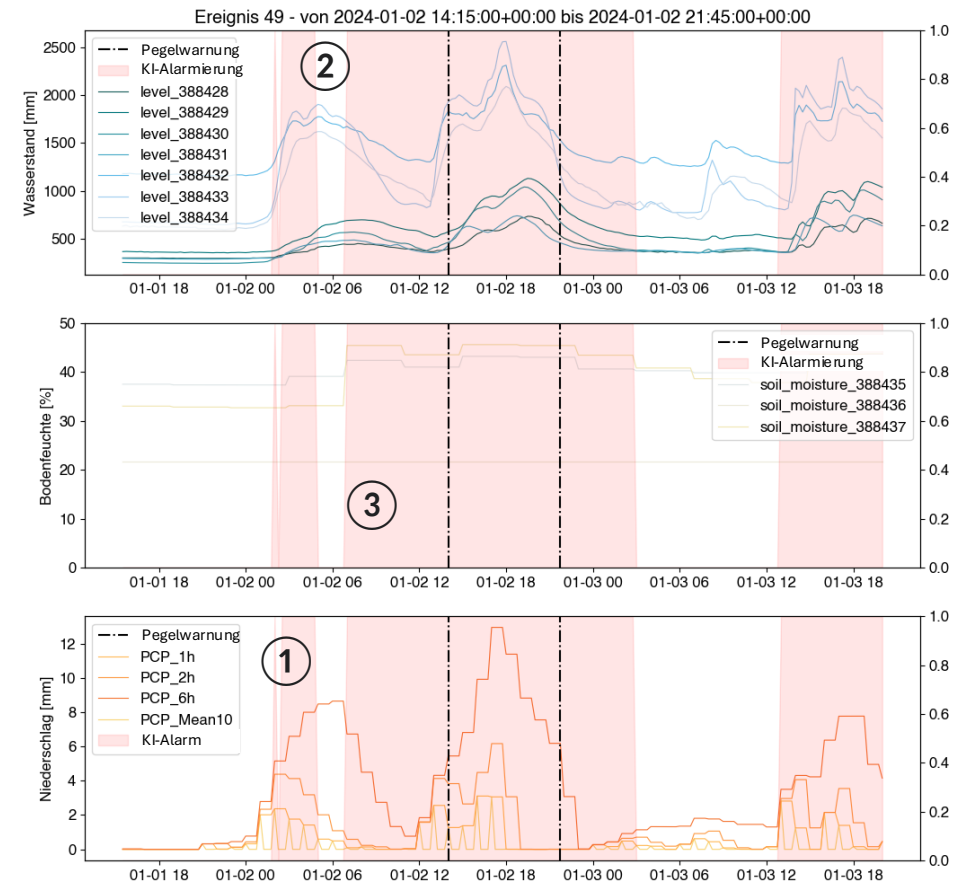 Ereignis 49 - von 2024-01-02 14:15:00+00:00 bis 2024-01-02 21:45:00+00:00
Wasserstand [mm]
2500
2000
1500
1000
500
Pegelwarnung
KI-Alarmierung
level_388428
level_388429
level_388430
level_388431
level_388432
level_388433
level_388434
2
1.0
0.8
0.6
0.4
0.2
0.0
01-01 18 01-02 00 01-02 06 01-02 12 01-02 18 01-03 00 01-03 06 01-03 12 01-03 18
Bodenfeuchte [%]
50
40
30
20
10
0
3
Pegelwarnung
KI-Alarmierung
soil_moisture_388435
soil_moisture_388436
soil_moisture_388437
1.0
0.8
0.6
0.4
0.2
0.0
01-01 18 01-02 00 01-02 06 01-02 12 01-02 18 01-03 00 01-03 06 01-03 12 01-03 18
Niederschlag [mm]
12
10
8
6
4
2
0
Pegelwarnung
PCP_1h
PCP_2h
PCP_6h
PCP_Mean10
KI-Alarm
1
1.0
0.8
0.6
0.4
0.2
0.0
01-01 18 01-02 00 01-02 06 01-02 12 01-02 18 01-03 00 01-03 06 01-03 12 01-03 18